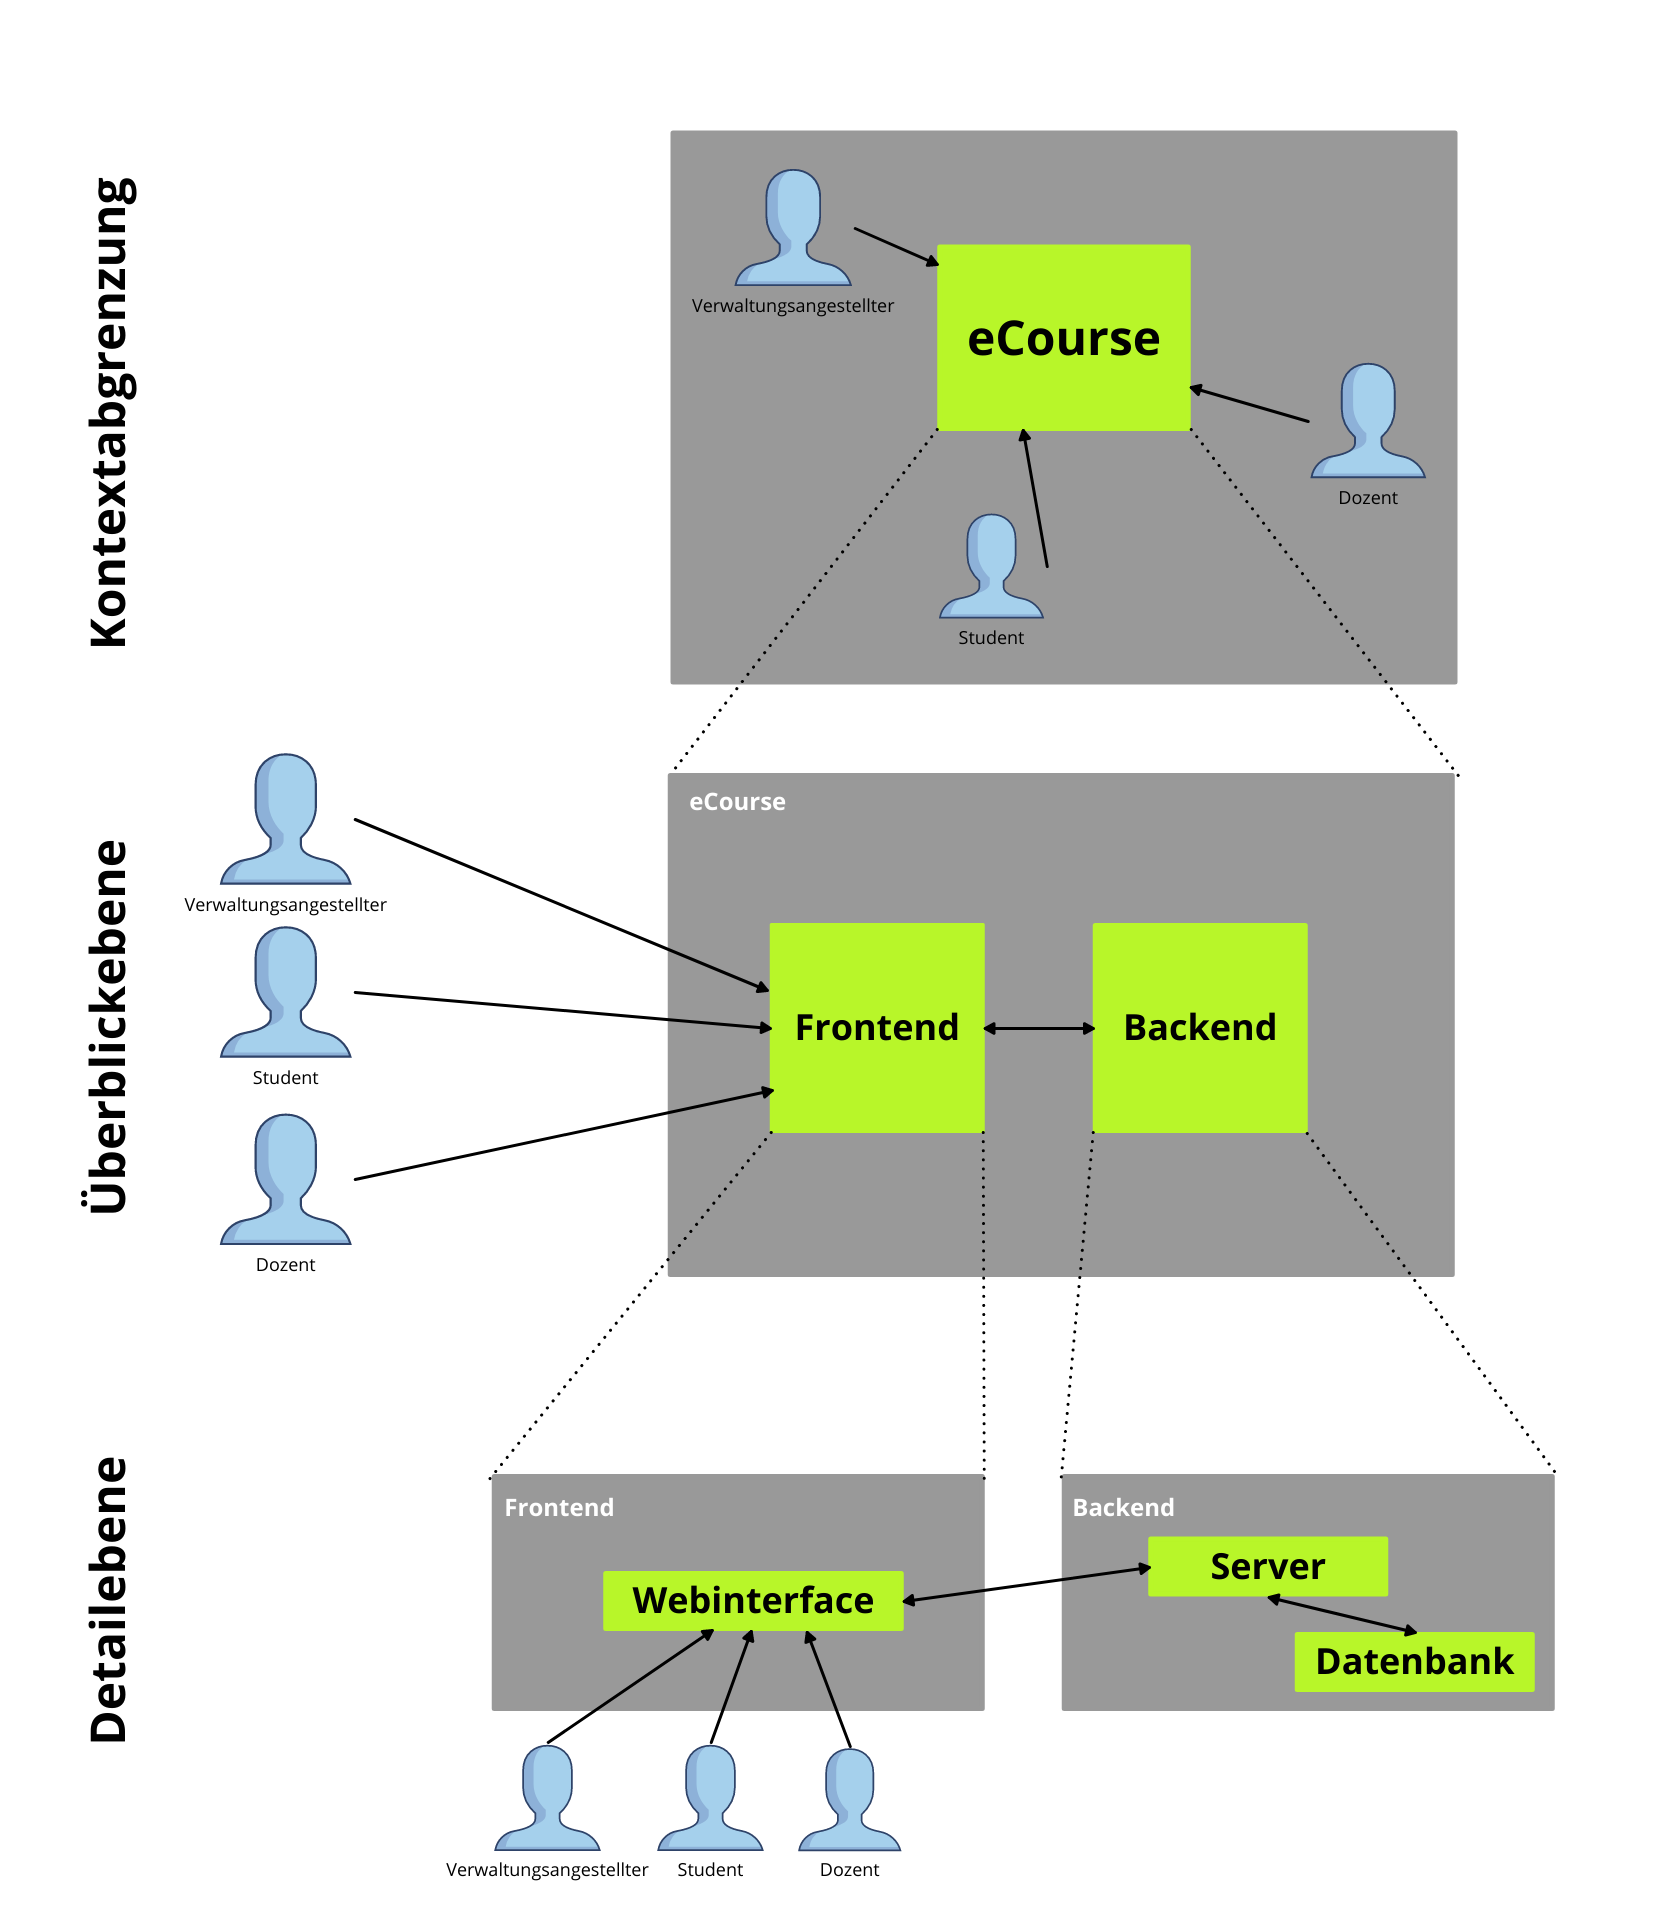 Kontextabgrenzung
Verwaltungsangestellter
eCourse
Dozent
Student
Überblickebene
eCourse
Verwaltungsangestellter
Student
Dozent
Frontend
Backend
Detailebene
Frontend
Webinterface
Backend
Server
Datenbank
Verwaltungsangestellter
Student
Dozent